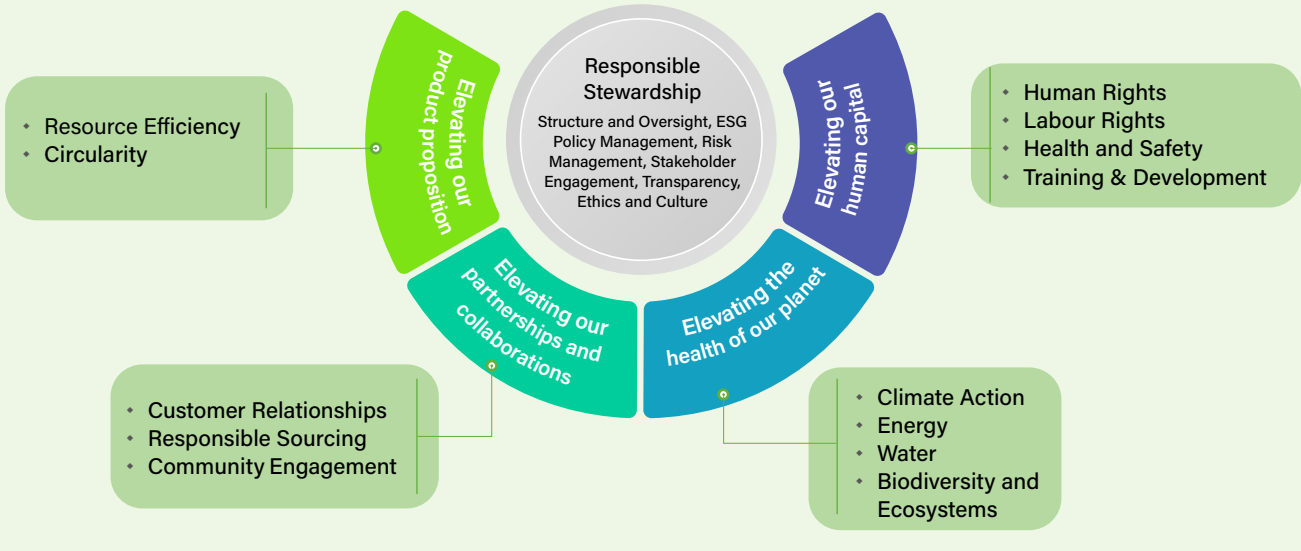 Responsible
Stewardship
Structure and Oversight, ESG
Policy Management, Risk
Management, Stakeholder
Engagement, Transparency,
Ethics and Culture
Elevating our
product proposition
Resource Efficiency
Circularity
Elevating our
partnerships and
collaborations
Customer Relationships
Responsible Sourcing
Community Engagement
Elevating the
health of our planet
Climate Action
Energy
Water
Biodiversity and
Ecosystems
Elevating our
human capital
Human Rights
Labour Rights
Health and Safety
Training & Development